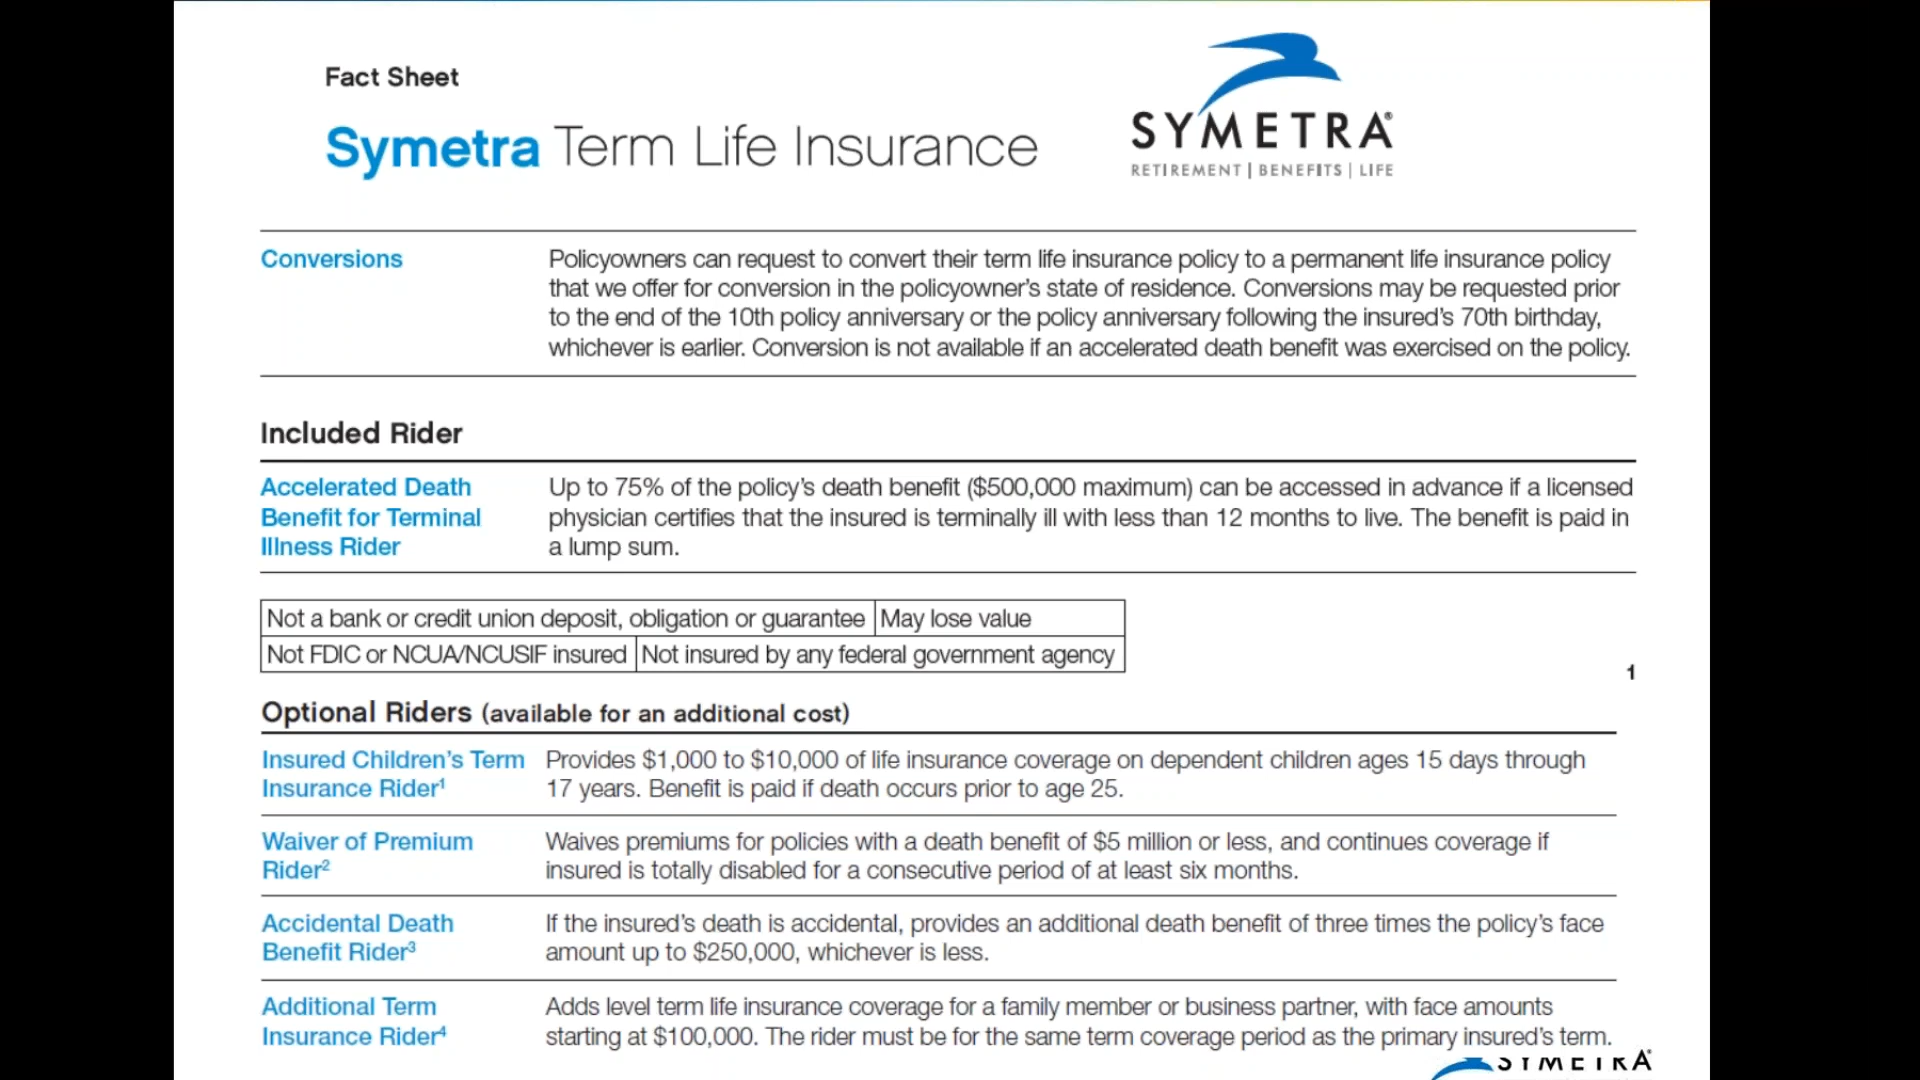 Fact Sheet
Symetra Term Life Insurance
SYMETRA®
RETIREMENT | BENEFITS | LIFE
Conversions
Policyowners can request to convert their term life insurance policy to a permanent life insurance policy
that we offer for conversion in the policyowner's state of residence. Conversions may be requested prior
to the end of the 10th policy anniversary or the policy anniversary following the insured's 70th birthday,
whichever is earlier. Conversion is not available if an accelerated death benefit was exercised on the policy.
Included Rider
Accelerated Death
Benefit for Terminal
Illness Rider
Up to 75% of the policy's death benefit ($500,000 maximum) can be accessed in advance if a licensed
physician certifies that the insured is terminally ill with less than 12 months to live. The benefit is paid in
a lump sum.
Not a bank or credit union deposit, obligation or guarantee
May lose value
Not FDIC or NCUA/NCUSIF insured
Not insured by any federal government agency
1
Optional Riders (available for an additional cost)
Insured Children's Term
Insurance Rider¹
Provides $1,000 to $10,000 of life insurance coverage on dependent children ages 15 days through
17 years. Benefit is paid if death occurs prior to age 25.
Waiver of Premium
Rider²
Waives premiums for policies with a death benefit of $5 million or less, and continues coverage if
insured is totally disabled for a consecutive period of at least six months.
Accidental Death
Benefit Rider³
If the insured's death is accidental, provides an additional death benefit of three times the policy's face
amount up to $250,000, whichever is less.
Additional Term
Insurance Rider⁴
Adds level term life insurance coverage for a family member or business partner, with face amounts
starting at $100,000. The rider must be for the same term coverage period as the primary insured's term.
SYMETRA